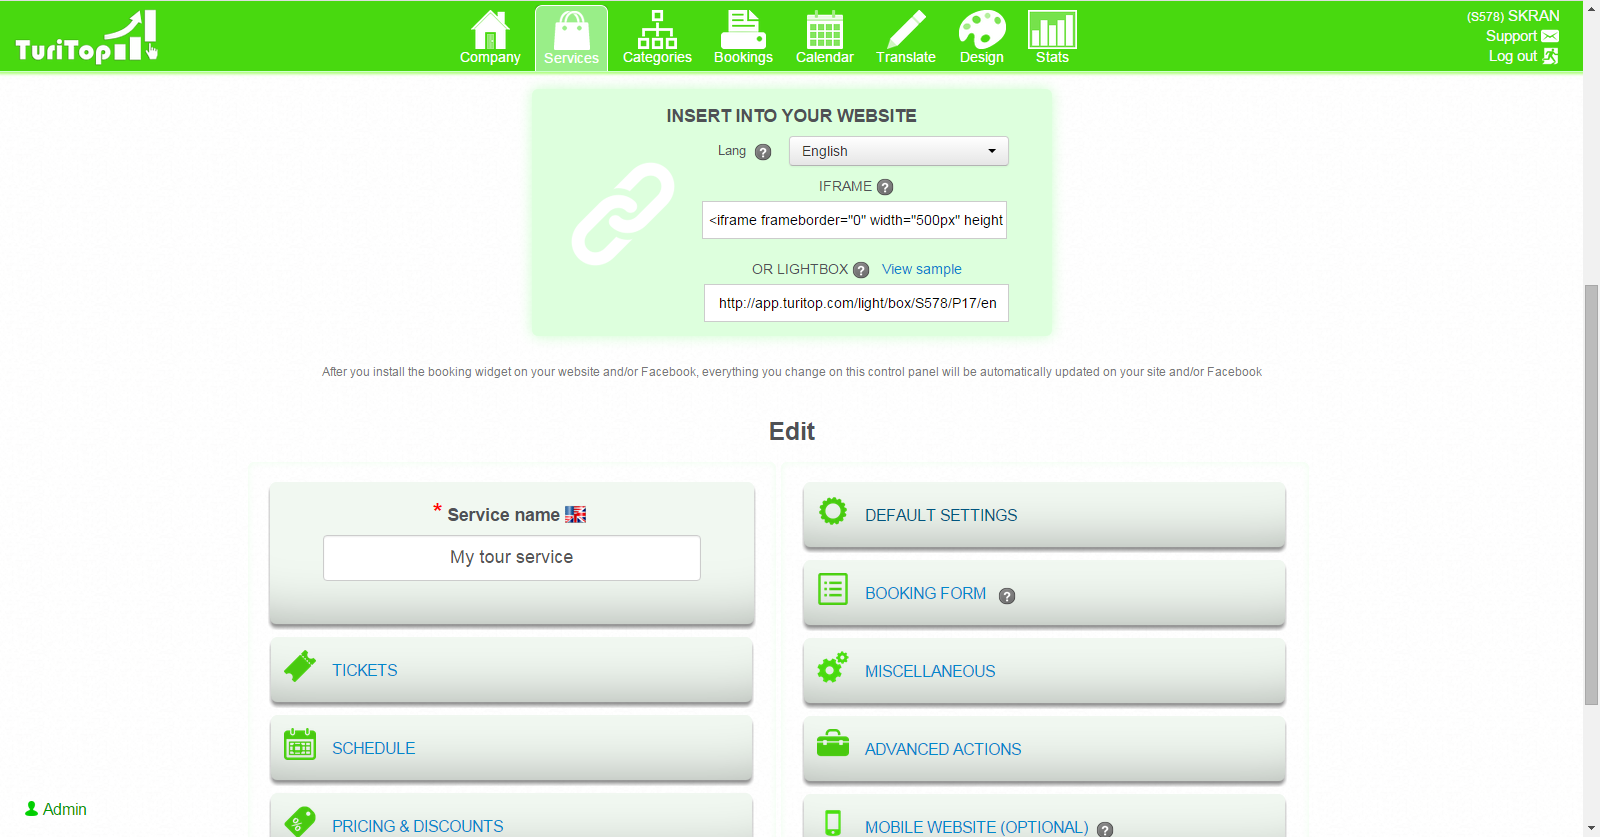 TuriTop
Company
Services
Categories
Bookings
Calendar
Translate
Design
Stats
(S578) SKRAN
Support
Log out
INSERT INTO YOUR WEBSITE
Lang ?
English
IFRAME ?
<iframe frameborder="0" width="500px" height
OR LIGHTBOX ? View sample
http://app.turitop.com/light/box/S578/P17/en
After you install the booking widget on your website and/or Facebook, everything you change on this control panel will be automatically updated on your site and/or Facebook
Edit
* Service name
My tour service
TICKETS
SCHEDULE
% PRICING & DISCOUNTS
DEFAULT SETTINGS
BOOKING FORM ?
MISCELLANEOUS
ADVANCED ACTIONS
MOBILE WEBSITE (OPTIONAL) ?
Admin